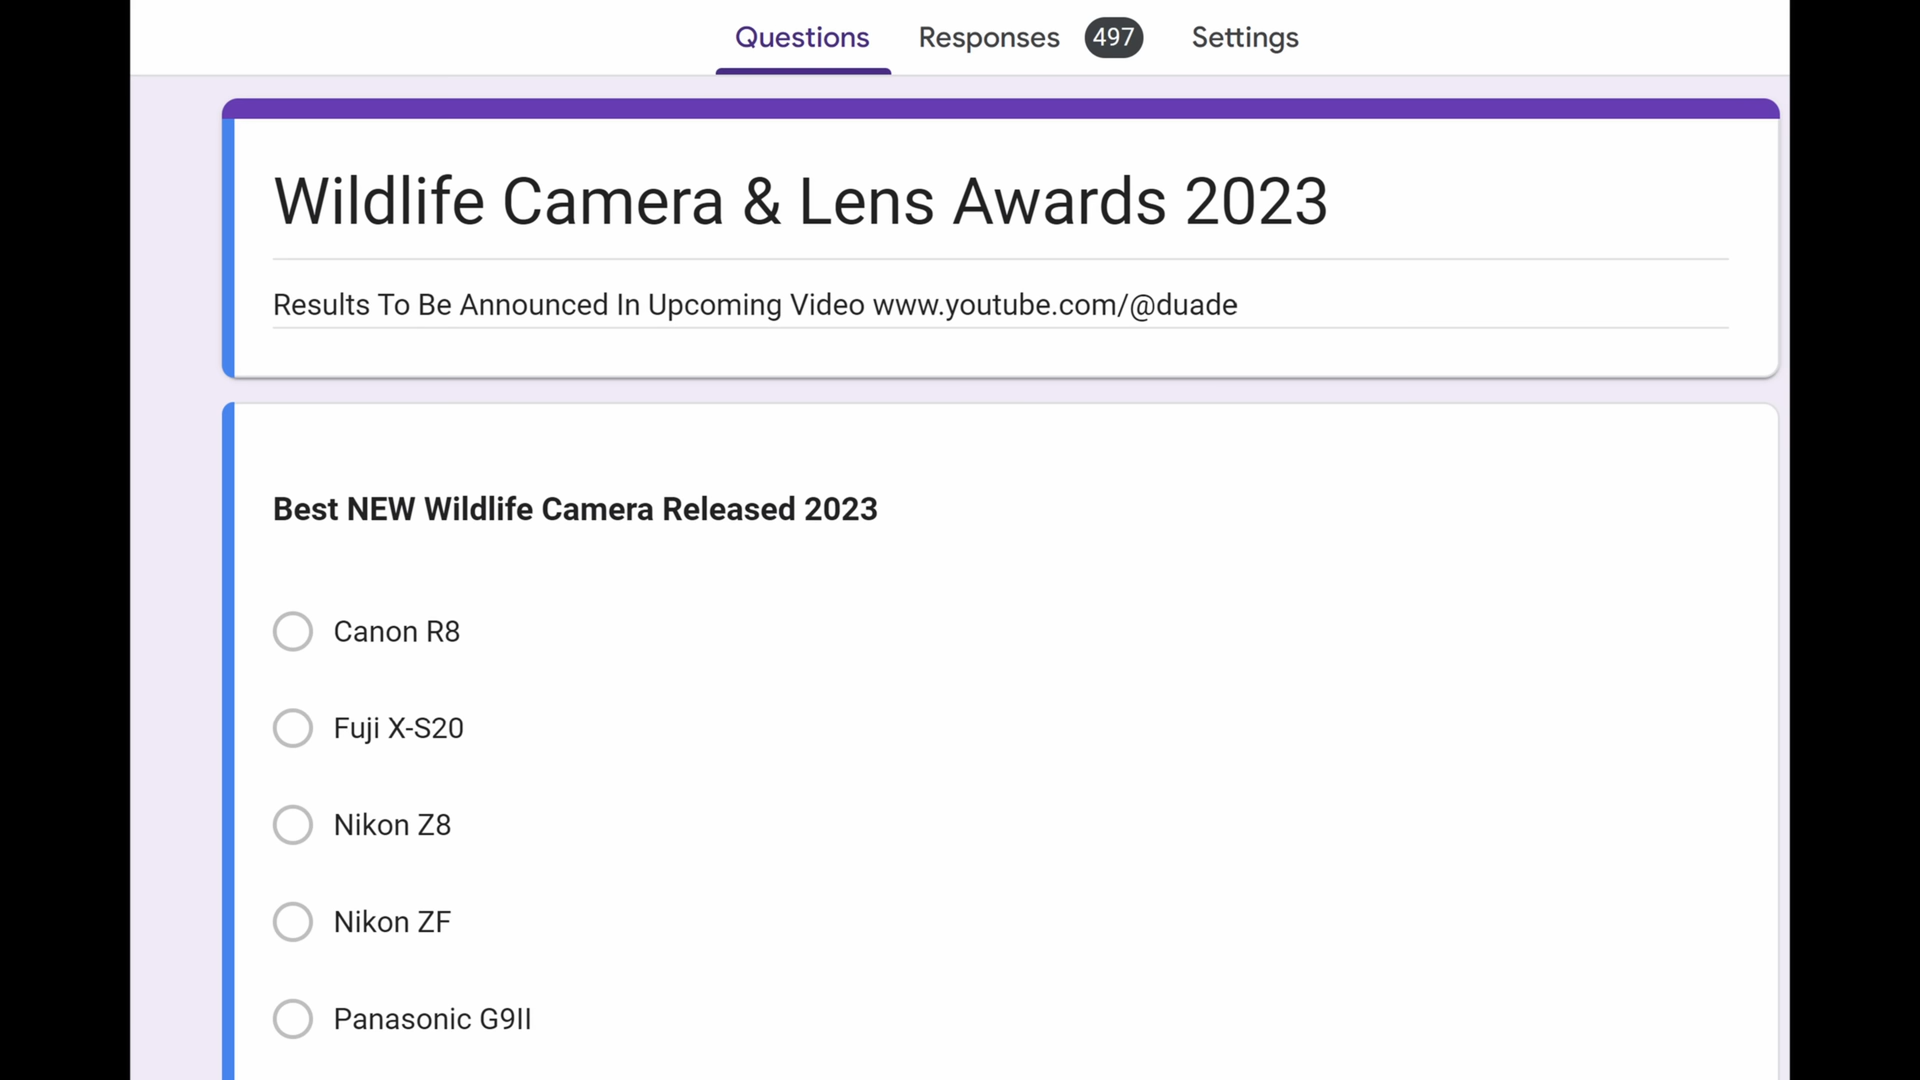 Questions Responses 497 Settings
Wildlife Camera & Lens Awards 2023
Results To Be Announced In Upcoming Video www.youtube.com/@duade
Best NEW Wildlife Camera Released 2023
Canon R8
Fuji X-S20
Nikon Z8
Nikon ZF
Panasonic G9II